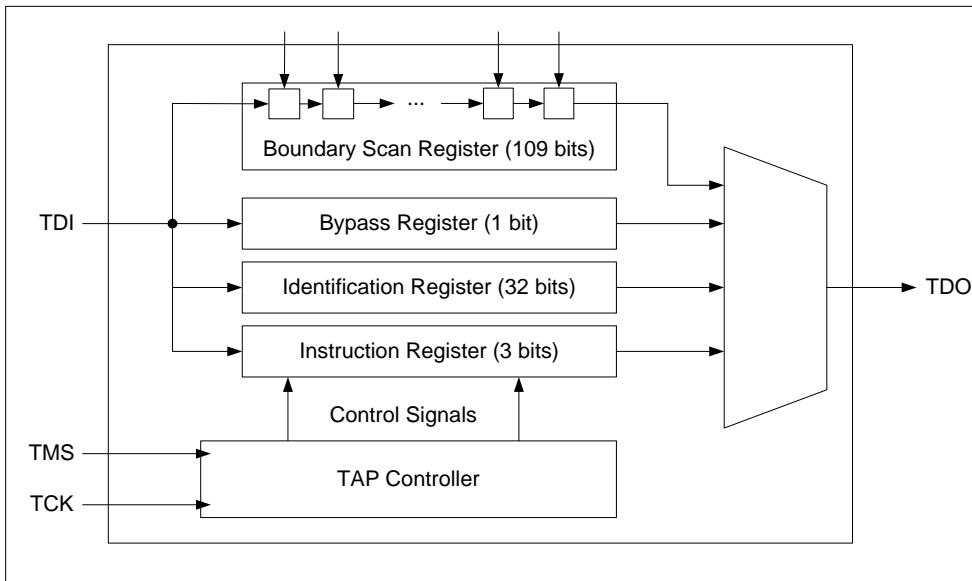 ...
Boundary Scan Register (109 bits)
TDI
Bypass Register (1 bit)
Identification Register (32 bits)
TDO
Instruction Register (3 bits)
Control Signals
TMS
TAP Controller
TCK